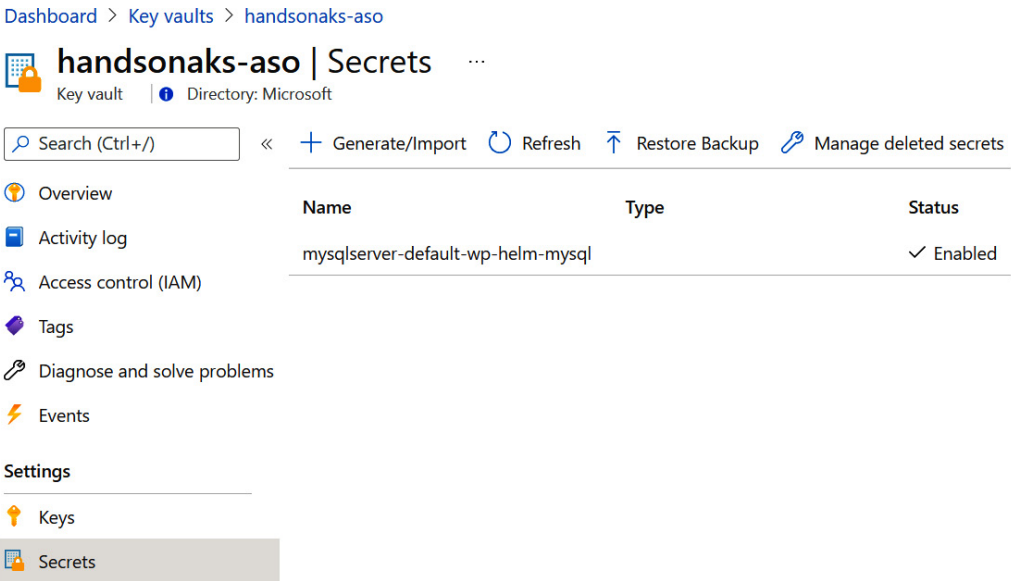 Dashboard > Key vaults > handsonaks-aso
handsonaks-aso | Secrets ...
Key vault | Directory: Microsoft
Search (Ctrl+/) «
Generate/Import Refresh Restore Backup Manage deleted secrets
Overview
Activity log
Access control (IAM)
Tags
Diagnose and solve problems
Events
Settings
Keys
Secrets
Name Type Status
mysqlserver-default-wp-helm-mysql Enabled